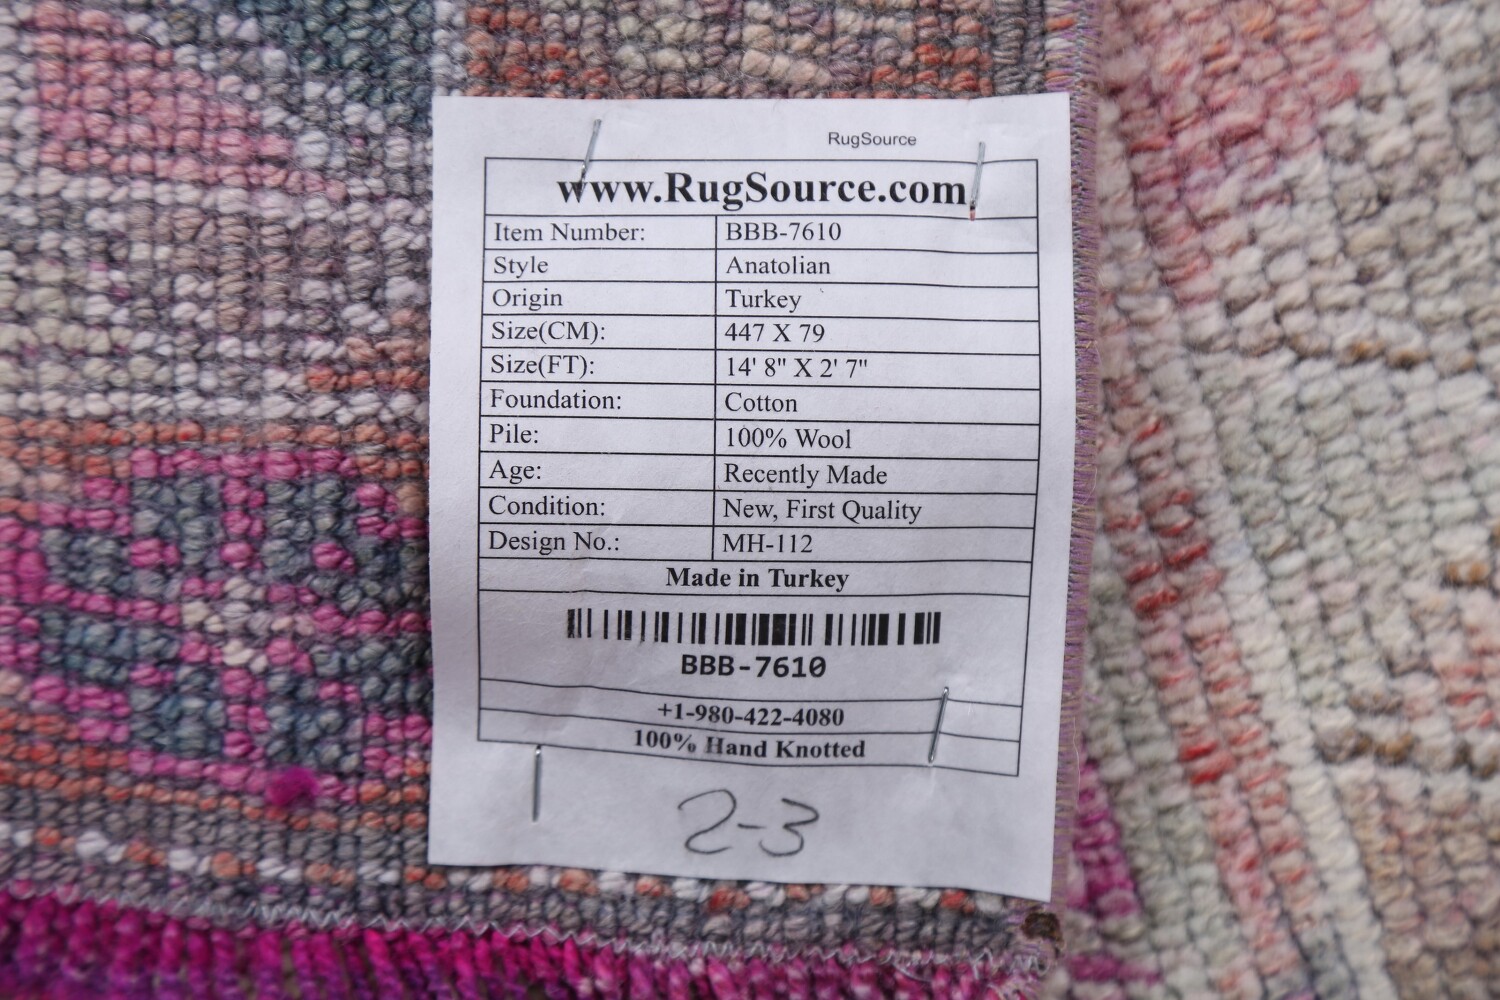 RugSource
www.RugSource.com
Item Number: BBB-7610
Style Anatolian
Origin Turkey
Size(CM): 447 X 79
Size(FT): 14' 8" X 2' 7"
Foundation: Cotton
Pile: 100% Wool
Age: Recently Made
Condition: New, First Quality
Design No.: MH-112
Made in Turkey
BBB-7610
+1-980-422-4080
100% Hand Knotted
2-3